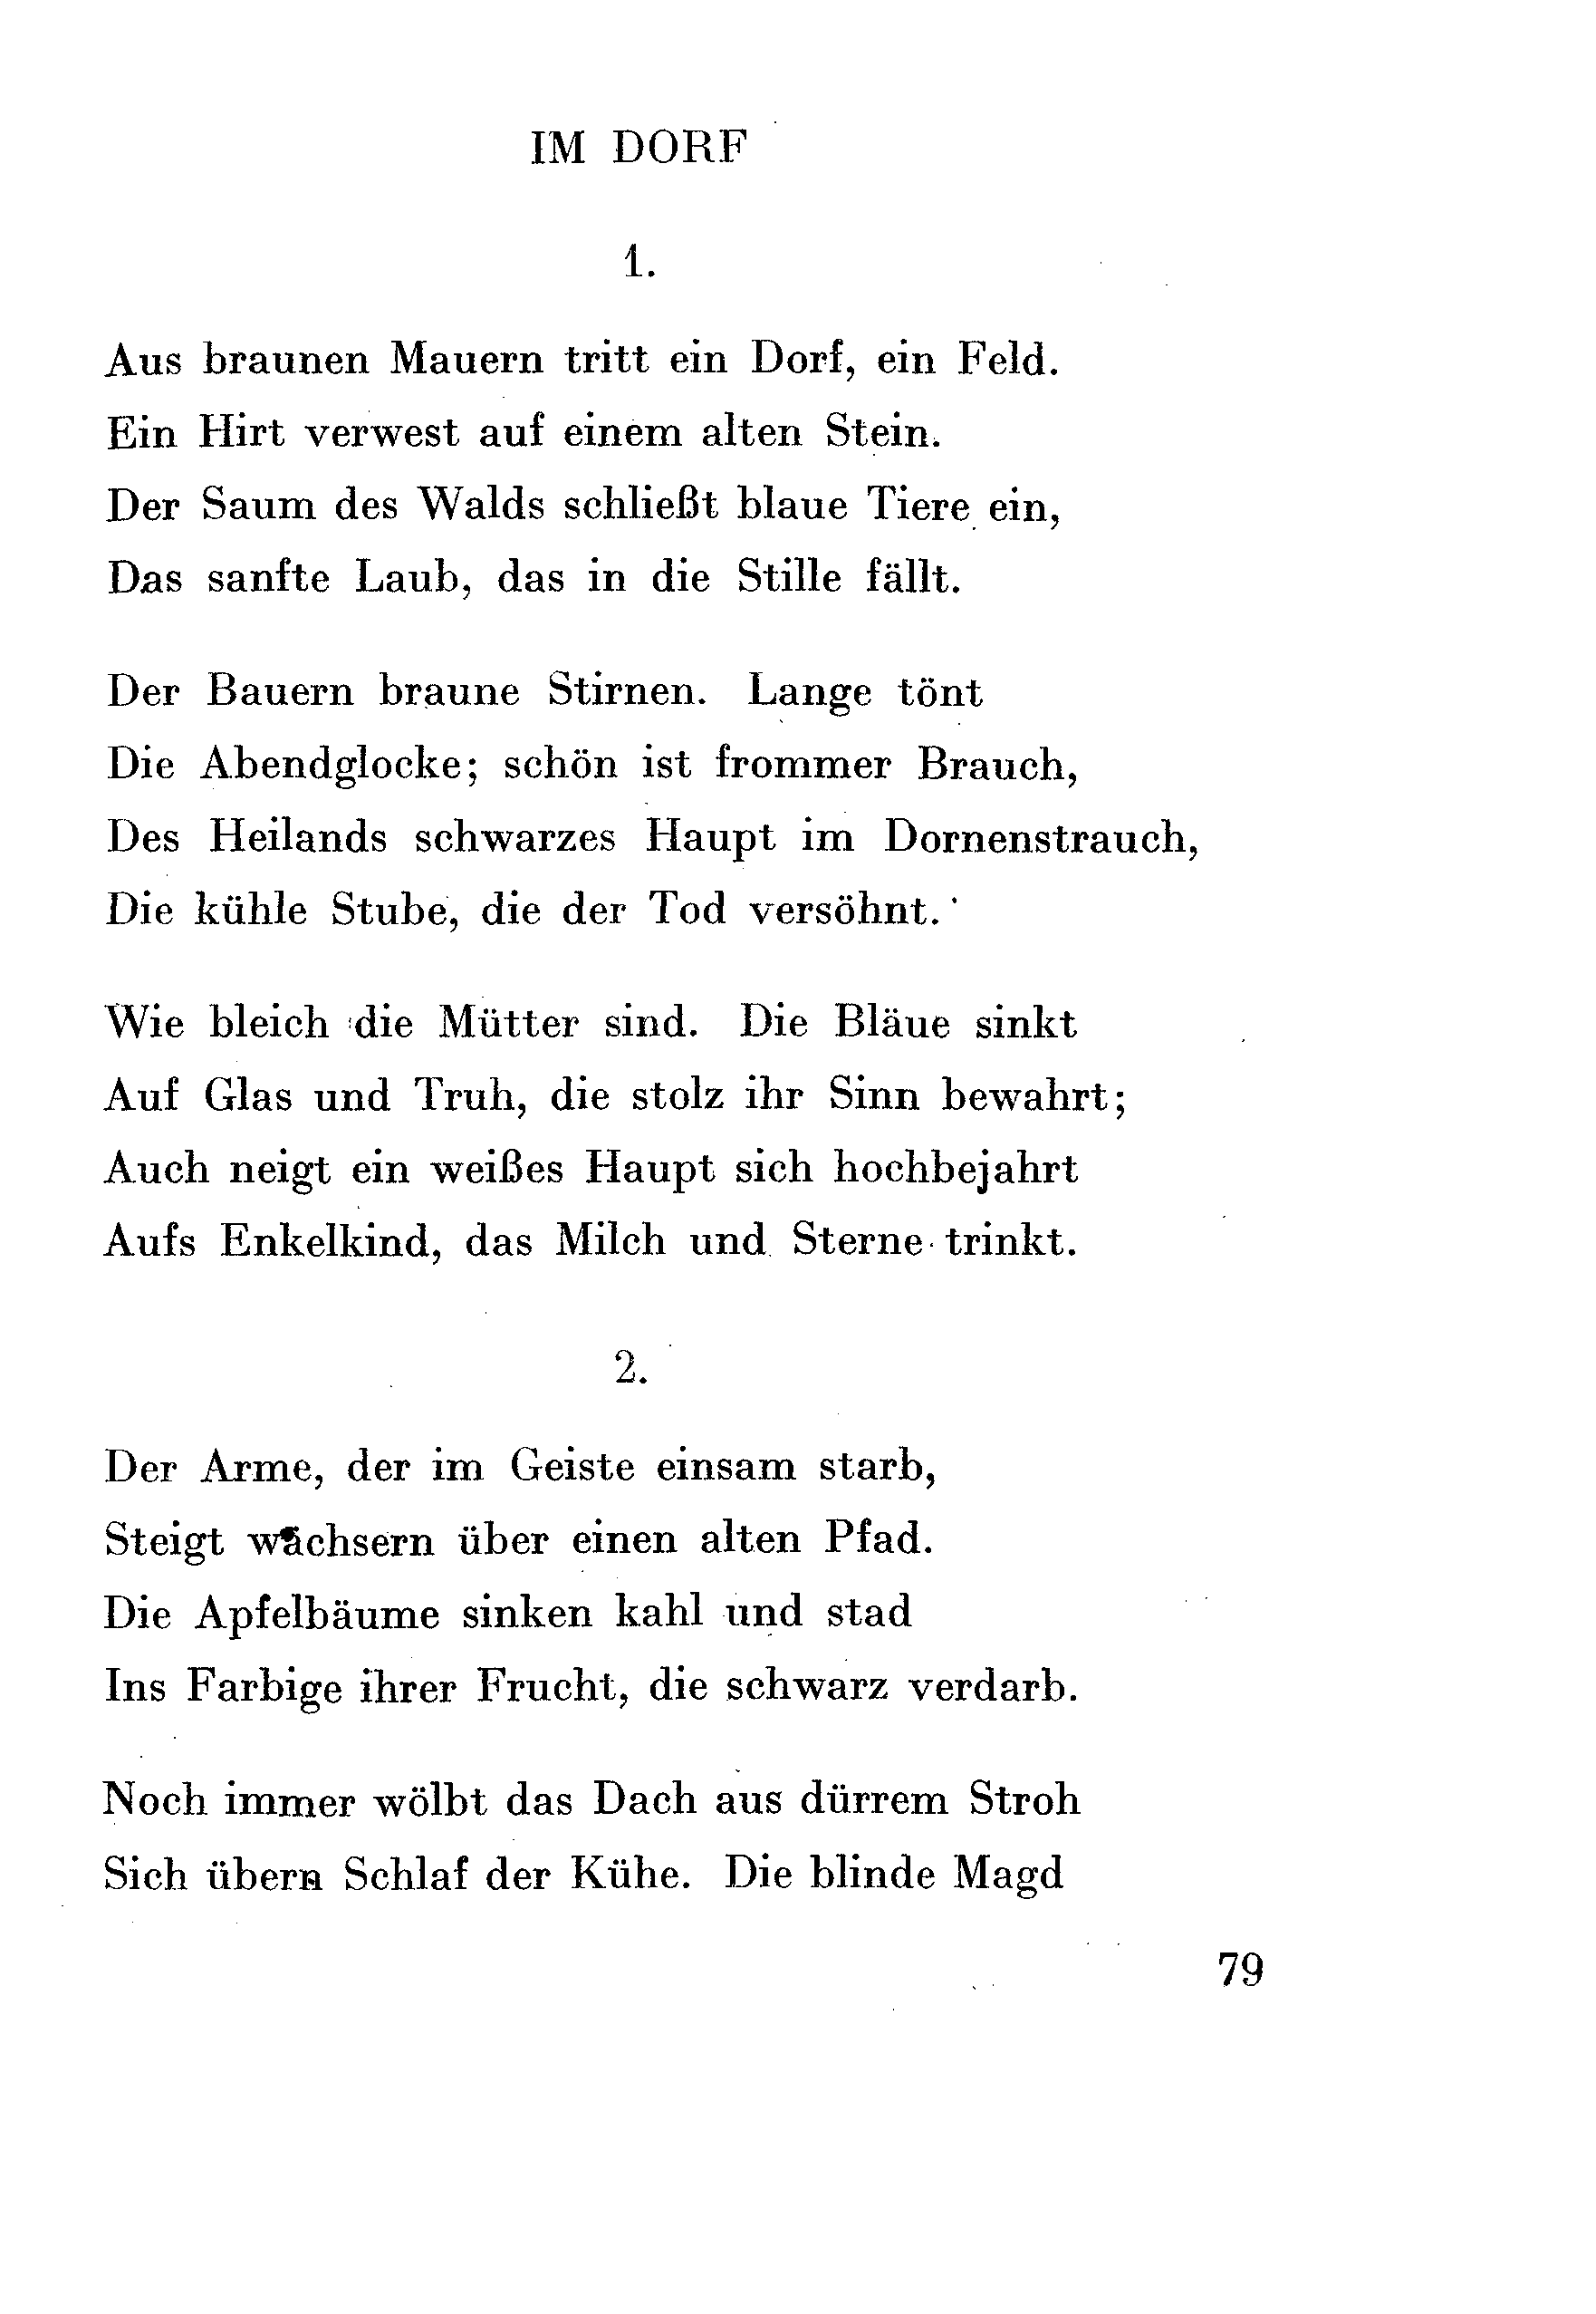 IM DORF
1.
Aus braunen Mauern tritt ein Dorf, ein Feld.
Ein Hirt verwest auf einem alten Stein.
Der Saum des Walds schließt blaue Tiere ein,
Das sanfte Laub, das in die Stille fällt.
Der Bauern braune Stirnen. Lange tönt
Die Abendglocke; schön ist frommer Brauch,
Des Heilands schwarzes Haupt im Dornenstrauch,
Die kühle Stube, die der Tod versöhnt.
Wie bleich die Mütter sind. Die Bläue sinkt
Auf Glas und Truh, die stolz ihr Sinn bewahrt;
Auch neigt ein weißes Haupt sich hochbejahrt
Aufs Enkelkind, das Milch und Sterne trinkt.
2.
Der Arme, der im Geiste einsam starb,
Steigt wächsern über einen alten Pfad.
Die Apfelbäume sinken kahl und stad
Ins Farbige ihrer Frucht, die schwarz verdarb.
Noch immer wölbt das Dach aus dürrem Stroh
Sich übern Schlaf der Kühe. Die blinde Magd
79